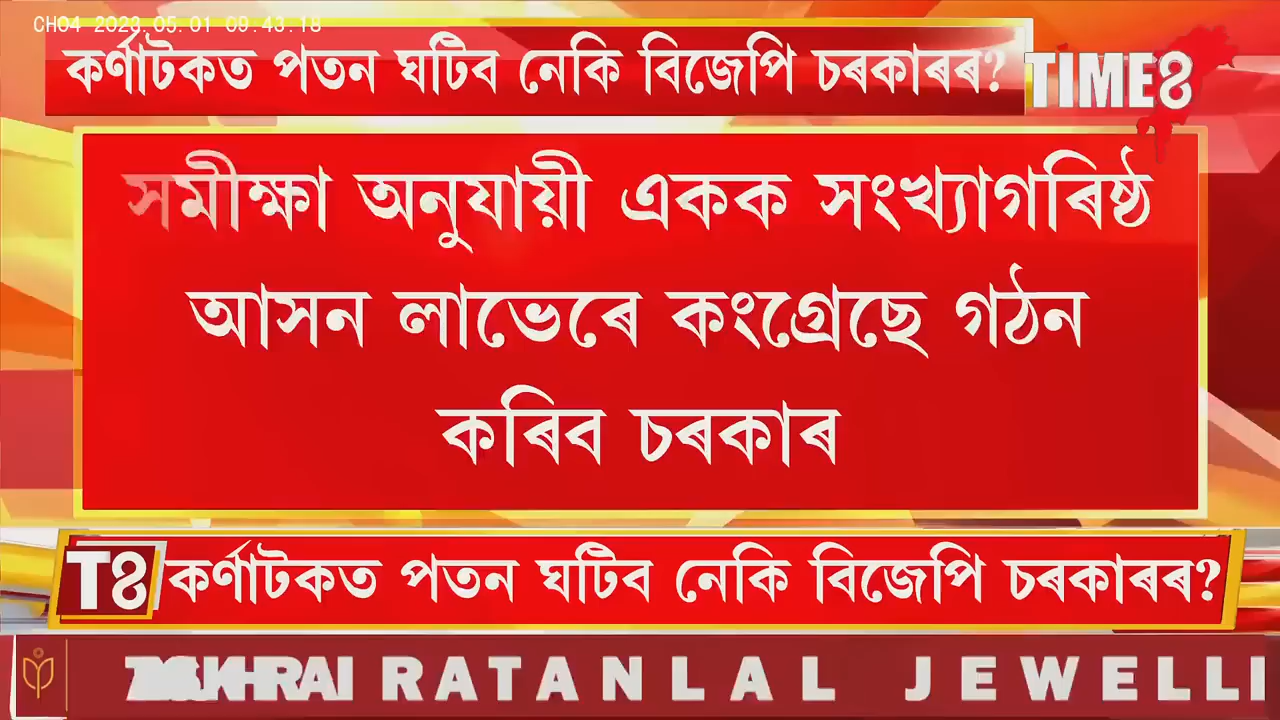 CH04 2023.05.01 09:43:18
কৰ্ণাটকত পতন ঘটিব নেকি বিজেপি চৰকাৰৰ?
TIME8
সমীক্ষা অনুযায়ী একক সংখ্যাগৰিষ্ঠ
আসন লাভেৰে কংগ্ৰেছে গঠন
কৰিব চৰকাৰ
T8 কৰ্ণাটকত পতন ঘটিব নেকি বিজেপি চৰকাৰৰ?
RATANLAL JEWELL